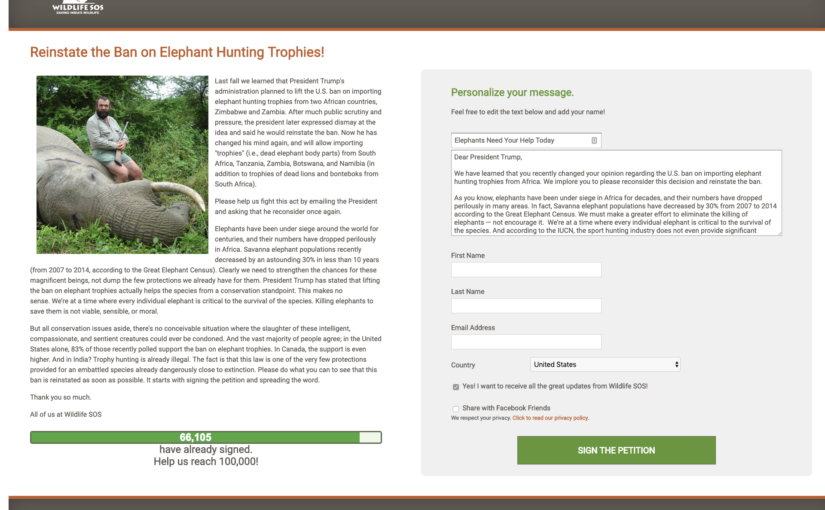 WILDLIFE SOS
SAVING INDIA'S WILDLIFE
Reinstate the Ban on Elephant Hunting Trophies!
Last fall we learned that President Trump's
administration planned to lift the U.S. ban on importing
elephant hunting trophies from two African countries,
Zimbabwe and Zambia. After much public scrutiny and
pressure, the president later expressed dismay at the
idea and said he would reinstate the ban. Now he has
changed his mind again, and will allow importing
"trophies" (i.e., dead elephant body parts) from South
Africa, Tanzania, Zambia, Botswana, and Namibia (in
addition to trophies of dead lions and bonteboks from
South Africa).
Please help us fight this act by emailing the President
and asking that he reconsider once again.
Elephants have been under siege around the world for
centuries, and their numbers have dropped perilously
in Africa. Savanna elephant populations recently
decreased by an astounding 30% in less than 10 years
(from 2007 to 2014, according to the Great Elephant Census). Clearly we need to strengthen the chances for these
magnificent beings, not dump the few protections we already have for them. President Trump has stated that lifting
the ban on elephant trophies actually helps the species from a conservation standpoint. This makes no
sense. We're at a time where every individual elephant is critical to the survival of the species. Killing elephants to
save them is not viable, sensible, or moral.
But all conservation issues aside, there's no conceivable situation where the slaughter of these intelligent,
compassionate, and sentient creatures could ever be condoned. And the vast majority of people agree; in the United
States alone, 83% of those recently polled support the ban on elephant trophies. In Canada, the support is even
higher. And in India? Trophy hunting is already illegal. The fact is that this law is one of the very few protections
provided for an embattled species already dangerously close to extinction. Please do what you can to see that this
ban is reinstated as soon as possible. It starts with signing the petition and spreading the word.
Thank you so much.
All of us at Wildlife SOS
66,105
have already signed.
Help us reach 100,000!
Personalize your message.
Feel free to edit the text below and add your name!
Elephants Need Your Help Today
Dear President Trump,
We have learned that you recently changed your opinion regarding the U.S. ban on importing elephant
hunting trophies from Africa. We implore you to please reconsider this decision and reinstate the ban.
As you know, elephants have been under siege in Africa for decades, and their numbers have dropped
perilously in many areas. In fact, Savanna elephant populations have decreased by 30% from 2007 to 2014
according to the Great Elephant Census. We must make a greater effort to eliminate the killing of
elephants — not encourage it. We're at a time where every individual elephant is critical to the survival of
the species. And according to the IUCN, the sport hunting industry does not even provide significant
First Name
Last Name
Email Address
Country
United States
Yes! I want to receive all the great updates from Wildlife SOS!
Share with Facebook Friends
We respect your privacy. Click to read our privacy policy.
SIGN THE PETITION